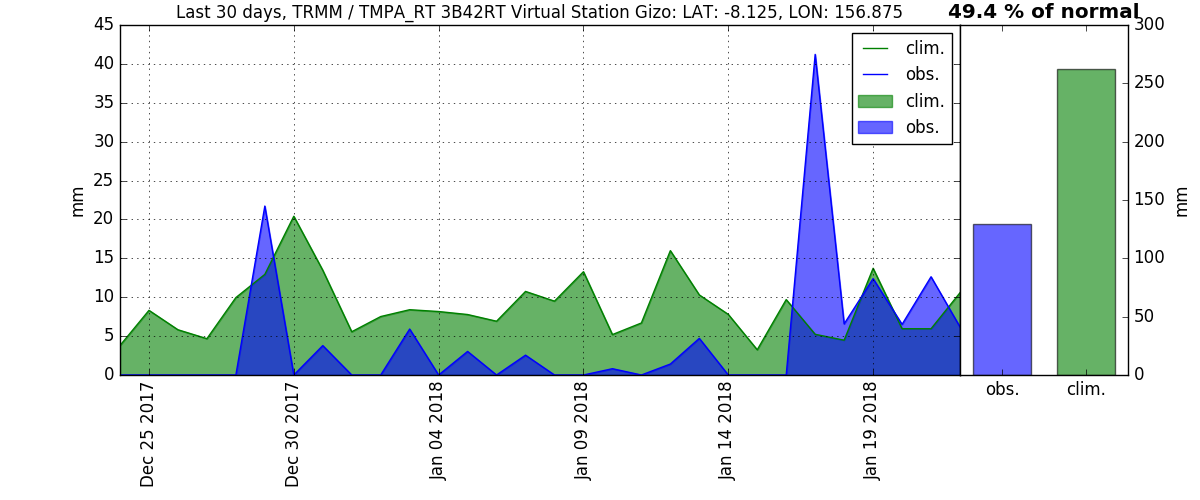 Last 30 days, TRMM / TMPA_RT 3B42RT Virtual Station Gizo: LAT: -8.125, LON: 156.875
49.4 % of normal
45
40
35
30
25
20
15
10
5
0
mm
clim.
obs.
clim.
obs.
Dec 25 2017
Dec 30 2017
Jan 04 2018
Jan 09 2018
Jan 14 2018
Jan 19 2018
300
250
200
150
100
50
0
mm
obs. clim.